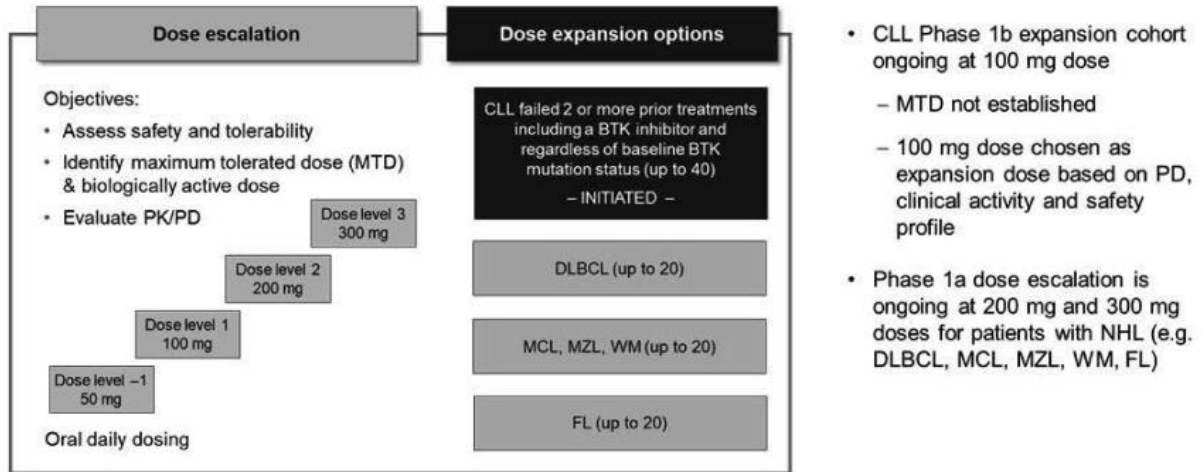 Dose escalation
Objectives:
• Assess safety and tolerability
• Identify maximum tolerated dose (MTD)
& biologically active dose
• Evaluate PK/PD
Dose level 3
300 mg
Dose level 2
200 mg
Dose level 1
100 mg
Dose level –1
50 mg
Oral daily dosing
Dose expansion options
CLL failed 2 or more prior treatments
including a BTK inhibitor and
regardless of baseline BTK
mutation status (up to 40)
– INITIATED –
DLBCL (up to 20)
MCL, MZL, WM (up to 20)
FL (up to 20)
• CLL Phase 1b expansion cohort
ongoing at 100 mg dose
– MTD not established
– 100 mg dose chosen as
expansion dose based on PD,
clinical activity and safety
profile
• Phase 1a dose escalation is
ongoing at 200 mg and 300 mg
doses for patients with NHL (e.g.
DLBCL, MCL, MZL, WM, FL)